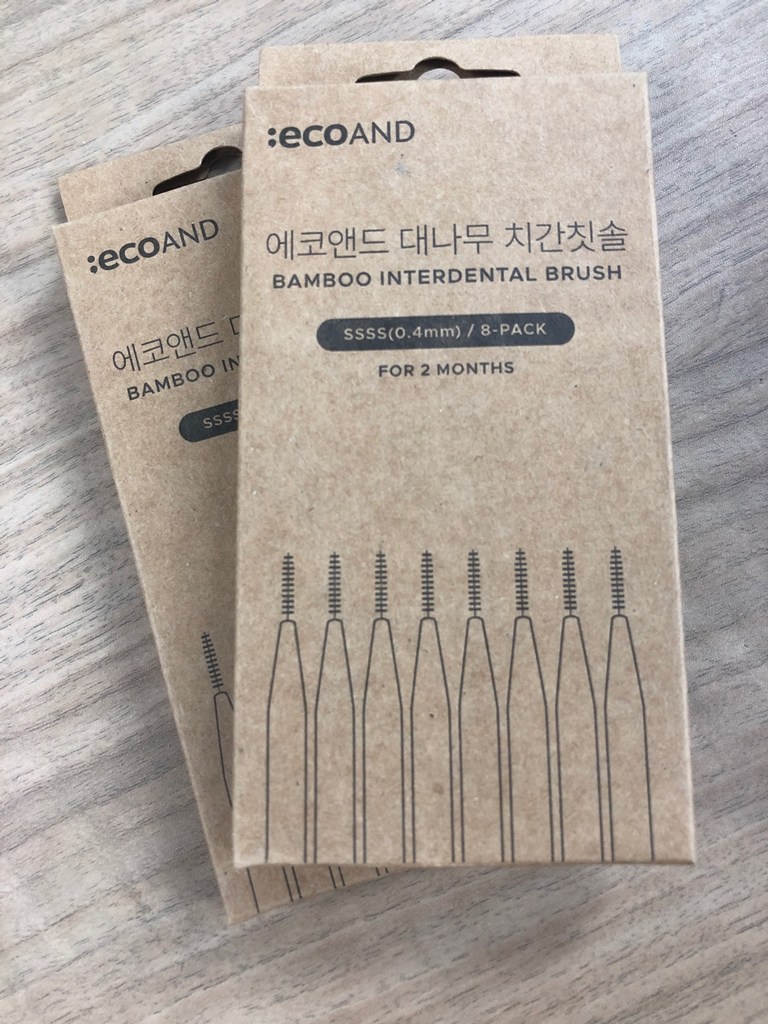 :ecoAND
에코앤드 대나무 치간칫솔
BAMBOO INTERDENTAL BRUSH
SSSS(0.4mm) / 8-PACK
FOR 2 MONTHS
:ecoAND
에코앤드
BAMBOO
SSSS